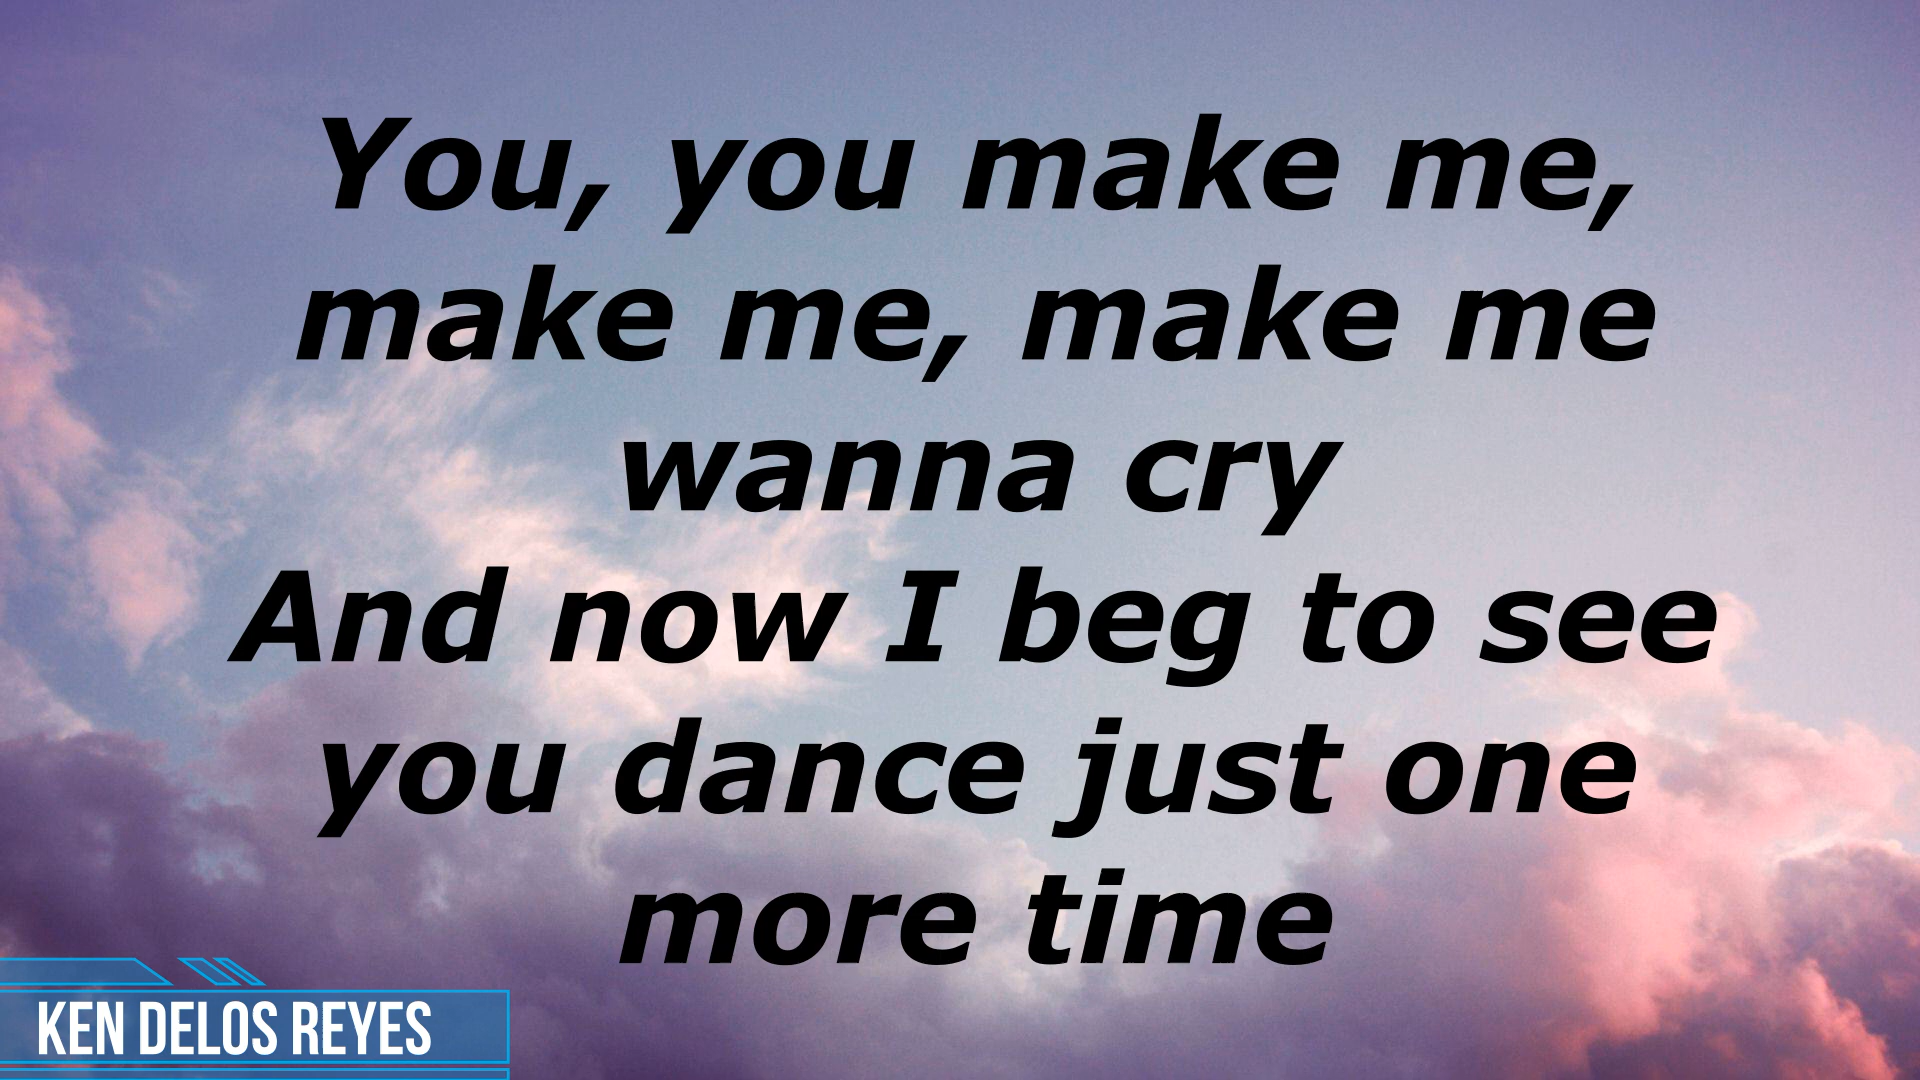 You, you make me,
make me, make me
wanna cry
And now I beg to see
you dance just one
more time
KEN DELOS REYES